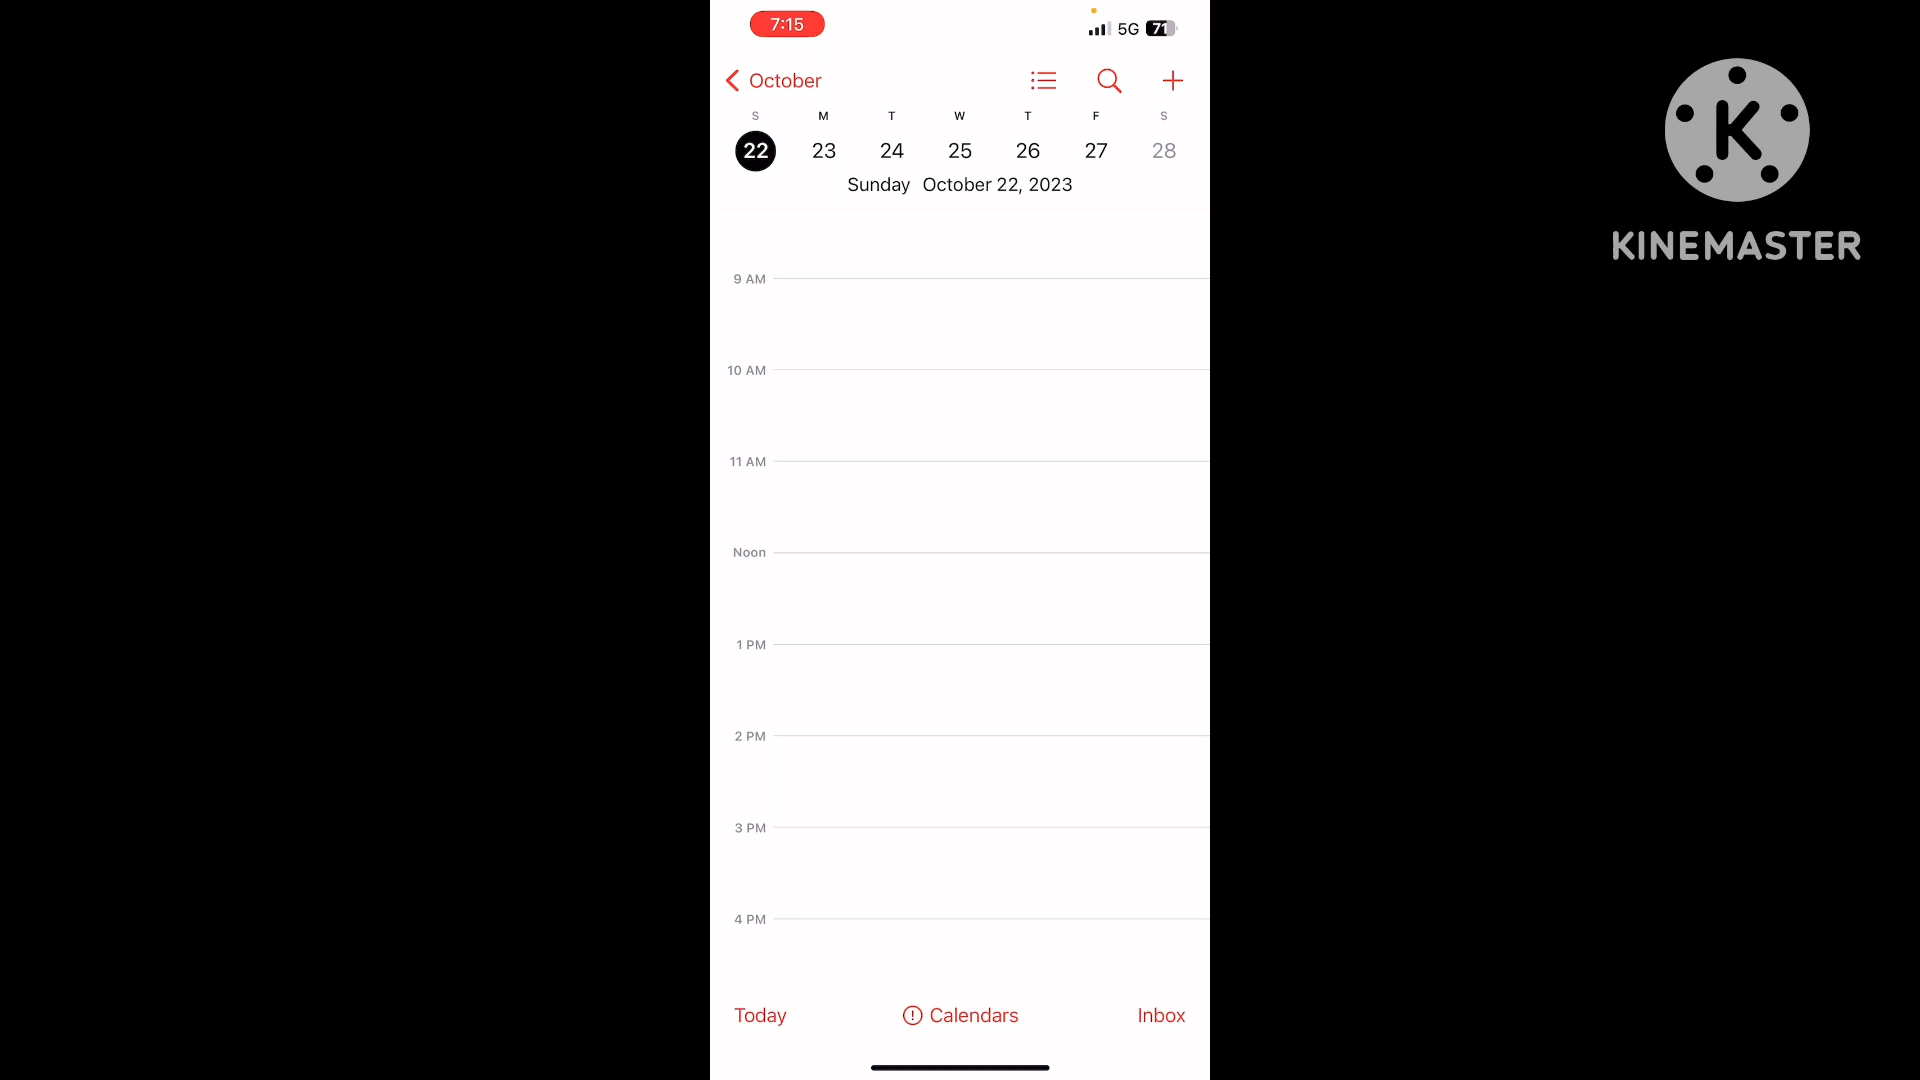 7:15
5G 71
October
S M T W T F S
22 23 24 25 26 27 28
Sunday October 22, 2023
9 AM
10 AM
11 AM
Noon
1 PM
2 PM
3 PM
4 PM
Today
Calendars
Inbox
K
KINEMASTER